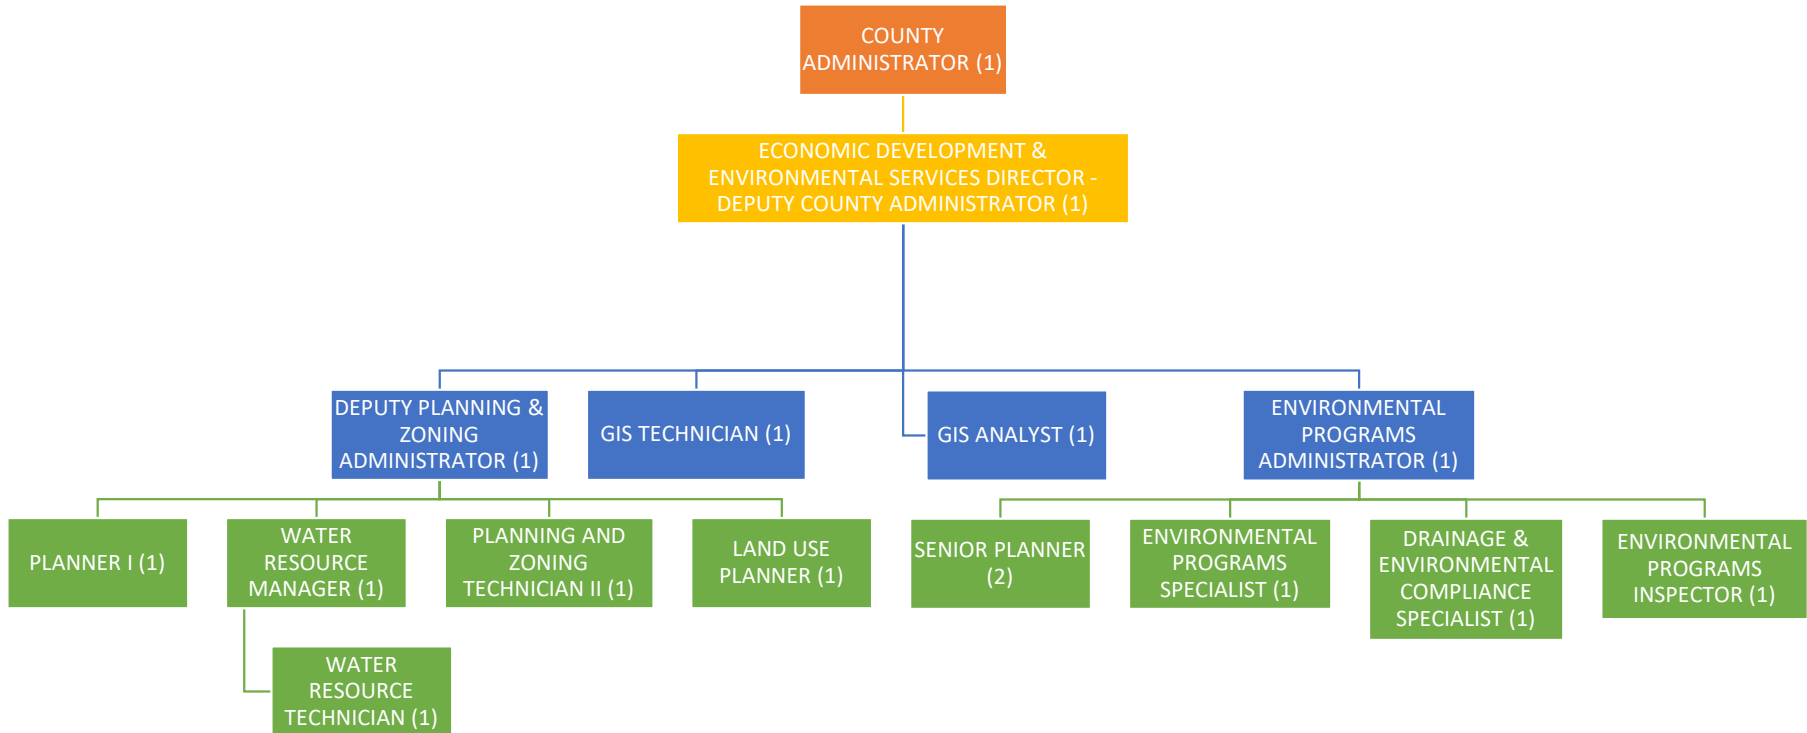 COUNTY
ADMINISTRATOR (1)
ECONOMIC DEVELOPMENT &
ENVIRONMENTAL SERVICES DIRECTOR -
DEPUTY COUNTY ADMINISTRATOR (1)
DEPUTY PLANNING &
ZONING
ADMINISTRATOR (1)
GIS TECHNICIAN (1)
GIS ANALYST (1)
ENVIRONMENTAL
PROGRAMS
ADMINISTRATOR (1)
PLANNER I (1)
WATER
RESOURCE
MANAGER (1)
PLANNING AND
ZONING
TECHNICIAN II (1)
LAND USE
PLANNER (1)
SENIOR PLANNER
(2)
ENVIRONMENTAL
PROGRAMS
SPECIALIST (1)
DRAINAGE &
ENVIRONMENTAL
COMPLIANCE
SPECIALIST (1)
ENVIRONMENTAL
PROGRAMS
INSPECTOR (1)
WATER
RESOURCE
TECHNICIAN (1)